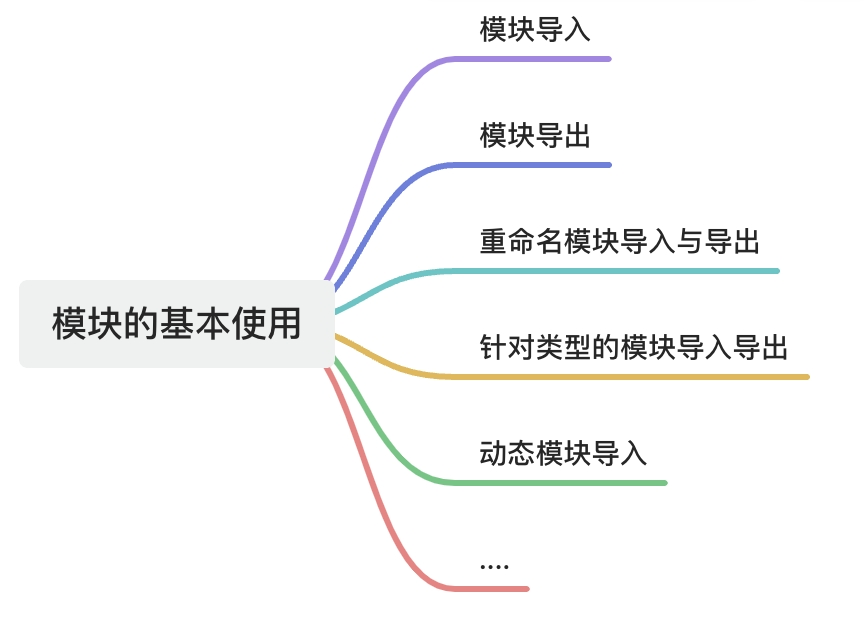 模块导入
模块导出
重命名模块导入与导出
模块的基本使用
针对类型的模块导入导出
动态模块导入
....